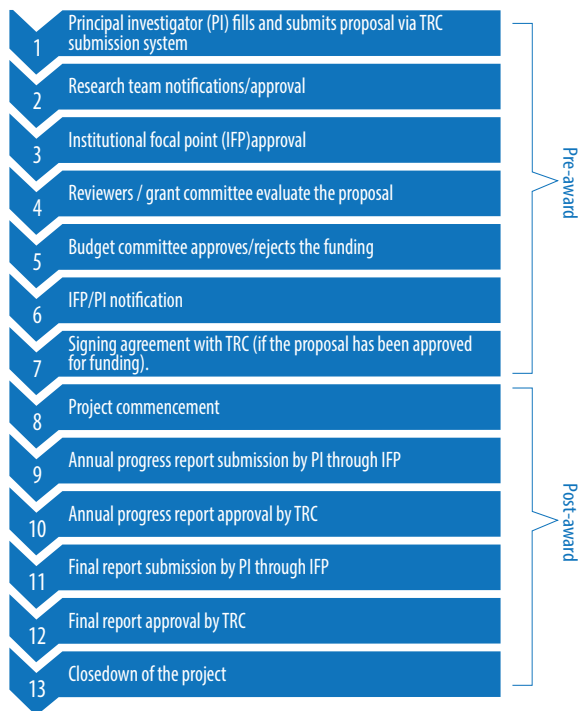 1
Principal investigator (PI) fills and submits proposal via TRC
submission system
2
Research team notifications/approval
3
Institutional focal point (IFP)approval
4
Reviewers / grant committee evaluate the proposal
5
Budget committee approves/rejects the funding
6
IFP/PI notification
7
Signing agreement with TRC (if the proposal has been approved
for funding).
Pre-award
8
Project commencement
9
Annual progress report submission by PI through IFP
10
Annual progress report approval by TRC
11
Final report submission by PI through IFP
12
Final report approval by TRC
13
Closedown of the project
Post-award